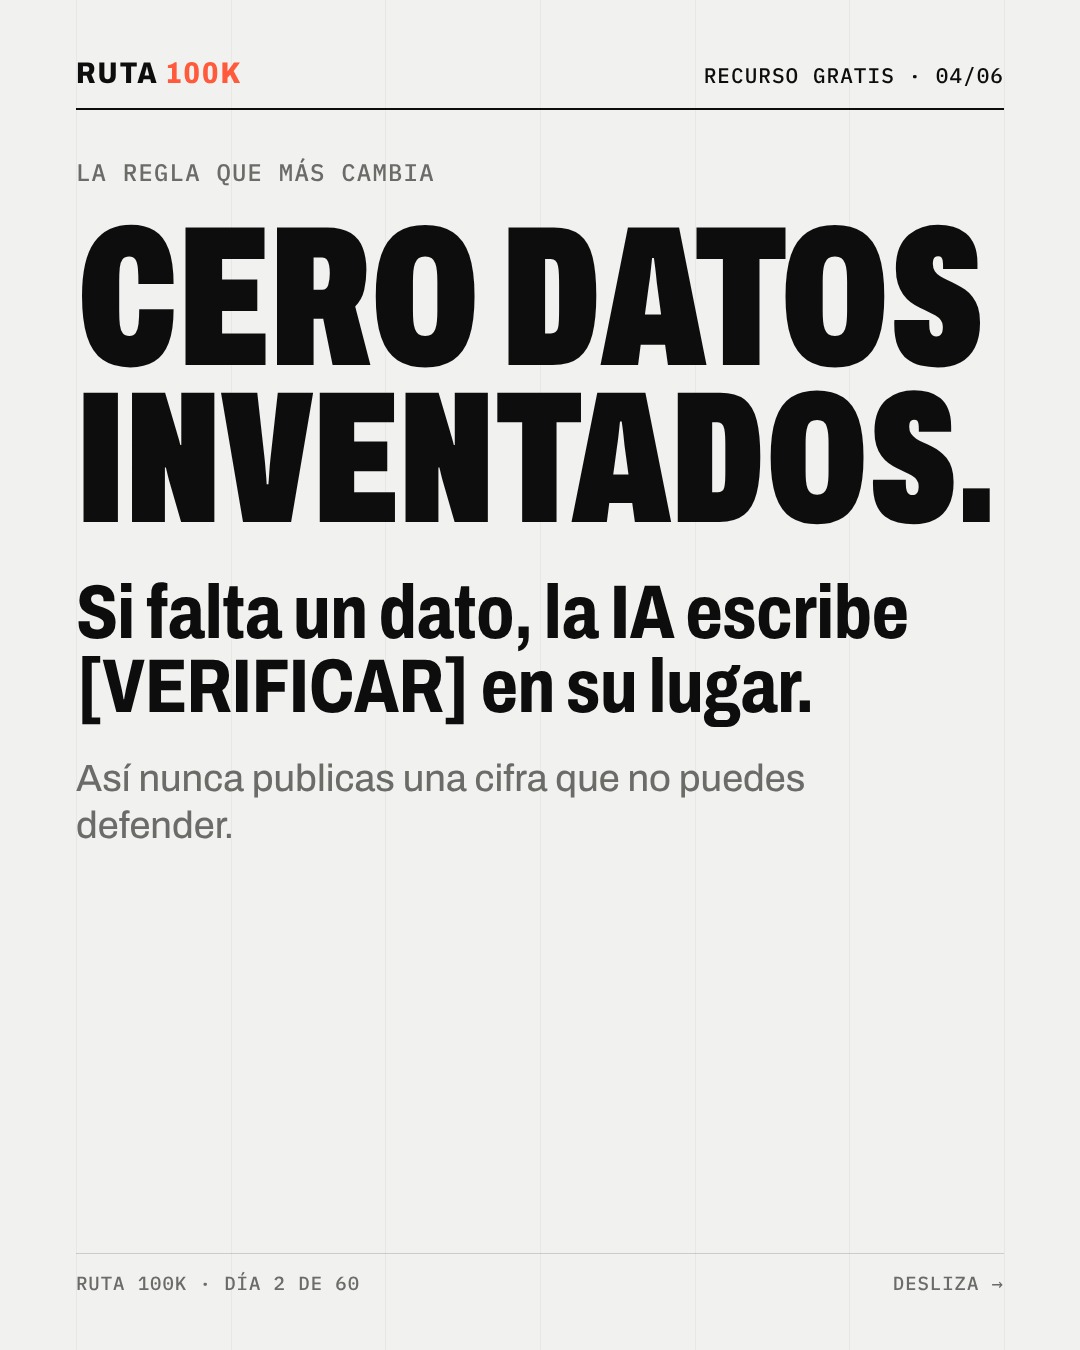 RUTA 100K
RECURSO GRATIS · 04/06
LA REGLA QUE MÁS CAMBIA
CERO DATOS
INVENTADOS.
Si falta un dato, la IA escribe
[VERIFICAR] en su lugar.
Así nunca publicas una cifra que no puedes
defender.
RUTA 100K · DÍA 2 DE 60
DESLIZA →